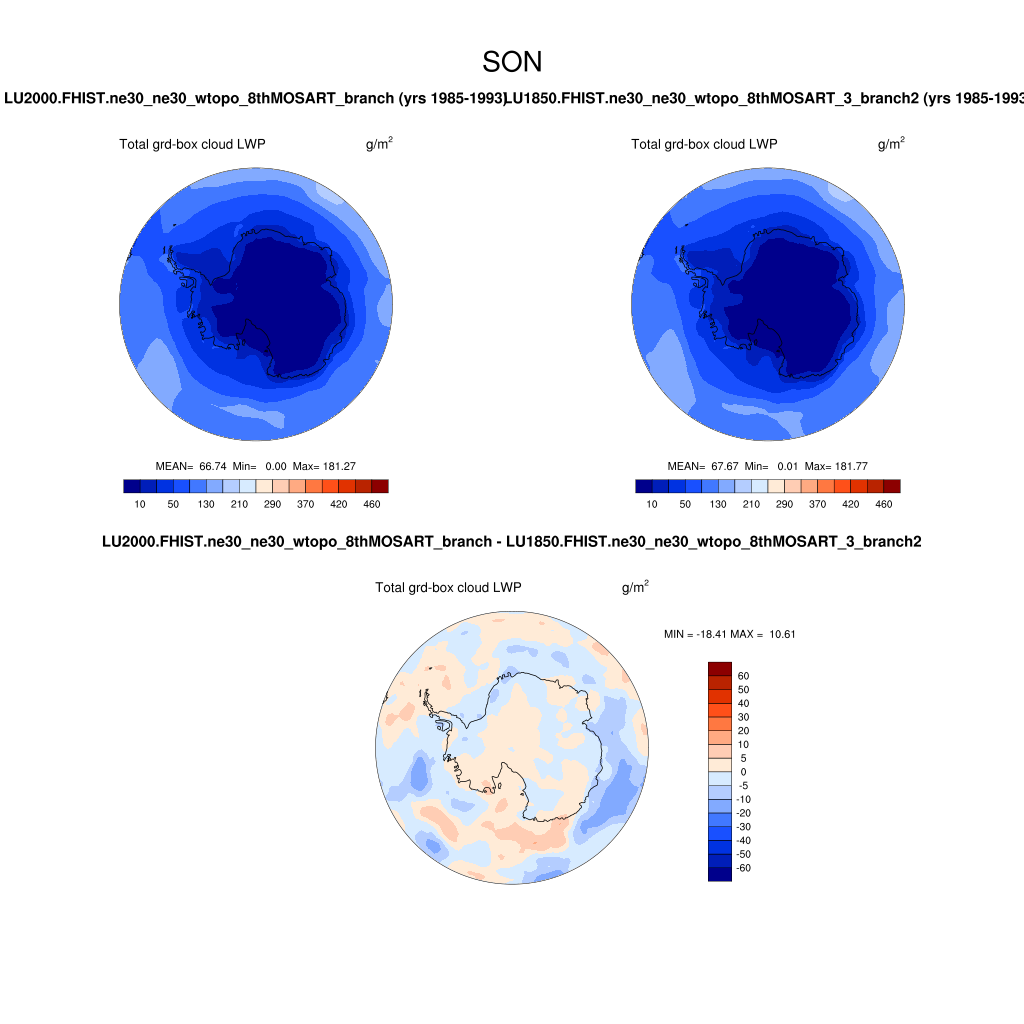 SON
LU2000.FHIST.ne30_ne30_wtopo_8thMOSART_branch (yrs 1985-1993)
LU1850.FHIST.ne30_ne30_wtopo_8thMOSART_3_branch2 (yrs 1985-1993
Total grd-box cloud LWP g/m²
Total grd-box cloud LWP g/m²
MEAN= 66.74 Min= 0.00 Max= 181.27
MEAN= 67.67 Min= 0.01 Max= 181.77
10 50 130 210 290 370 420 460
10 50 130 210 290 370 420 460
LU2000.FHIST.ne30_ne30_wtopo_8thMOSART_branch - LU1850.FHIST.ne30_ne30_wtopo_8thMOSART_3_branch2
Total grd-box cloud LWP g/m²
MIN = -18.41 MAX = 10.61
60
50
40
30
20
10
5
0
-5
-10
-20
-30
-40
-50
-60